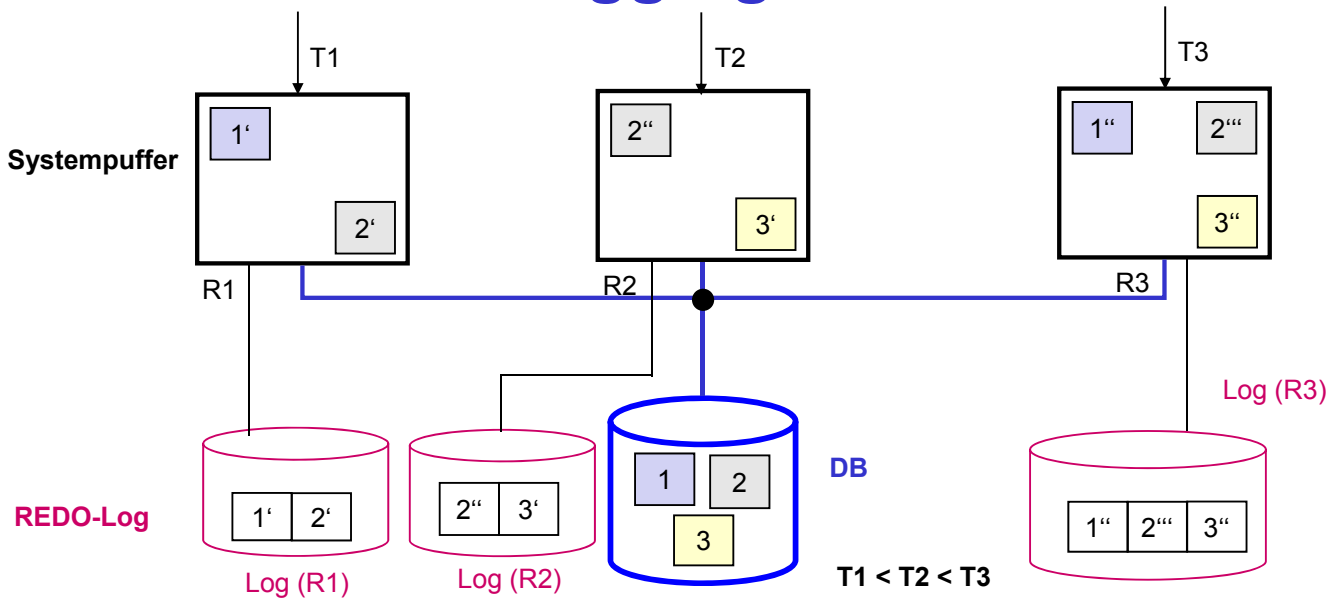 T1
T2
T3
Systempuffer
1‘
2‘
2“
3‘
1“
2“‘
3“
R1
R2
R3
Log (R3)
DB
1
2
3
REDO-Log
1‘ 2‘
2“ 3‘
1“ 2“‘ 3“
Log (R1)
Log (R2)
T1 < T2 < T3